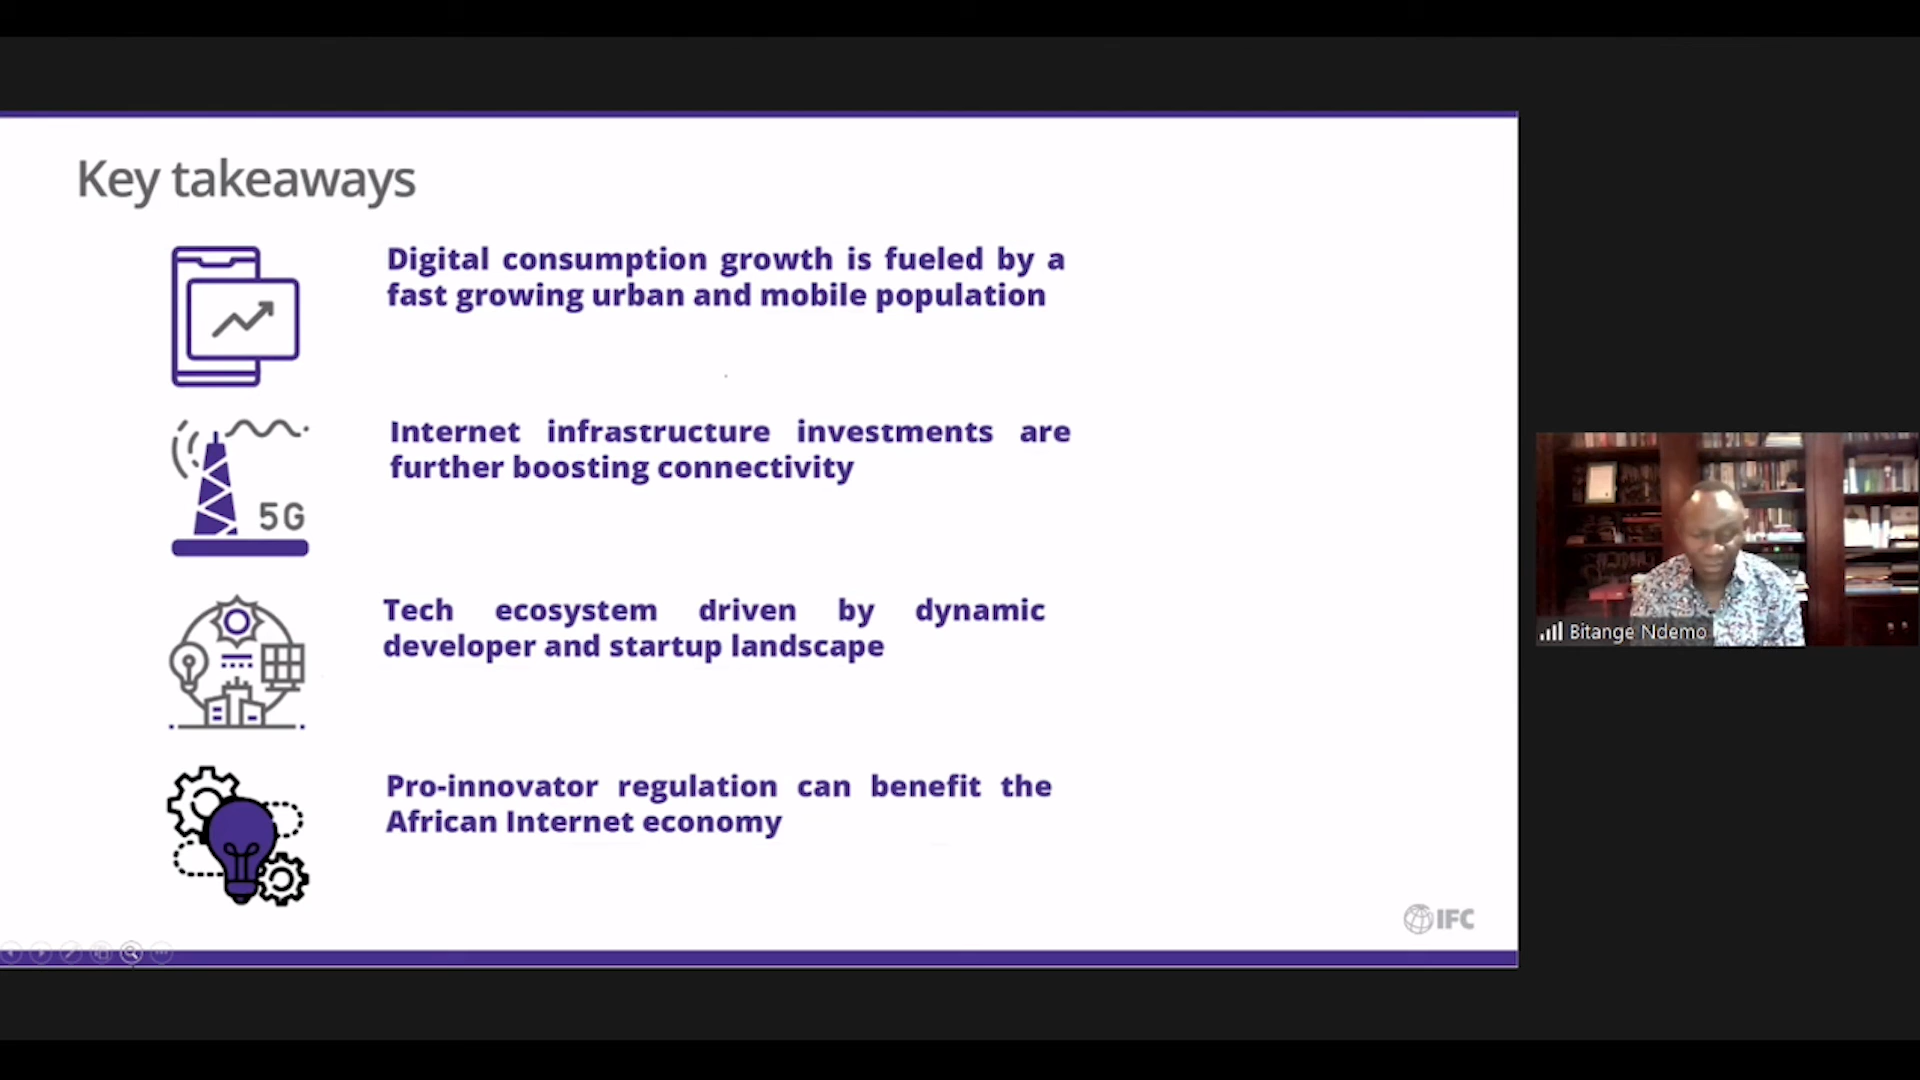 Key takeaways
Digital consumption growth is fueled by a
fast growing urban and mobile population
Internet infrastructure investments are
further boosting connectivity
5G
Tech ecosystem driven by dynamic
developer and startup landscape
Pro-innovator regulation can benefit the
African Internet economy
IFC
Bitange Ndemo